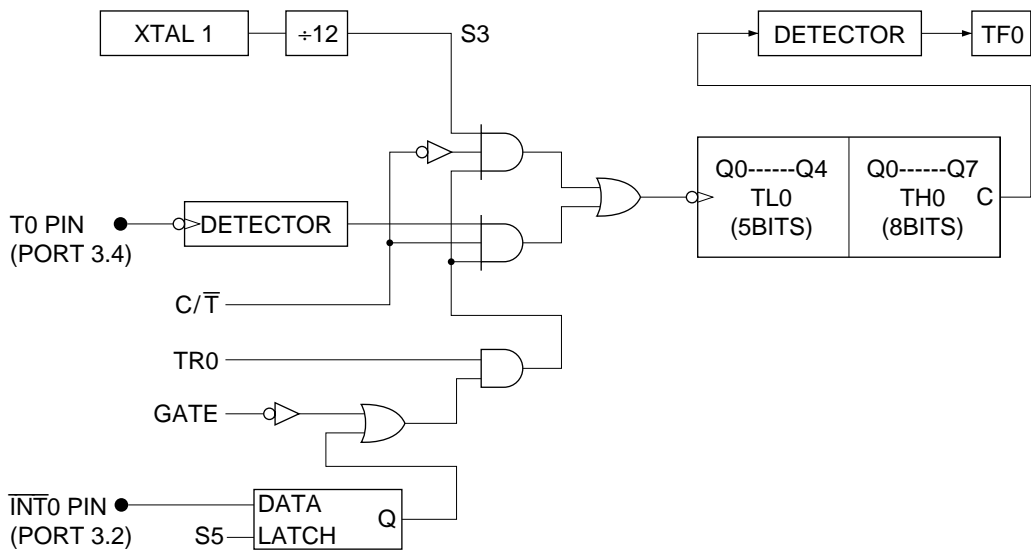 XTAL 1
÷12
S3
DETECTOR
TF0
Q0------Q4
TL0
(5BITS)
Q0------Q7
TH0
(8BITS)
C
T0 PIN
(PORT 3.4)
DETECTOR
C/T̅
TR0
GATE
I̅N̅T̅0 PIN
(PORT 3.2)
DATA
LATCH
Q
S5